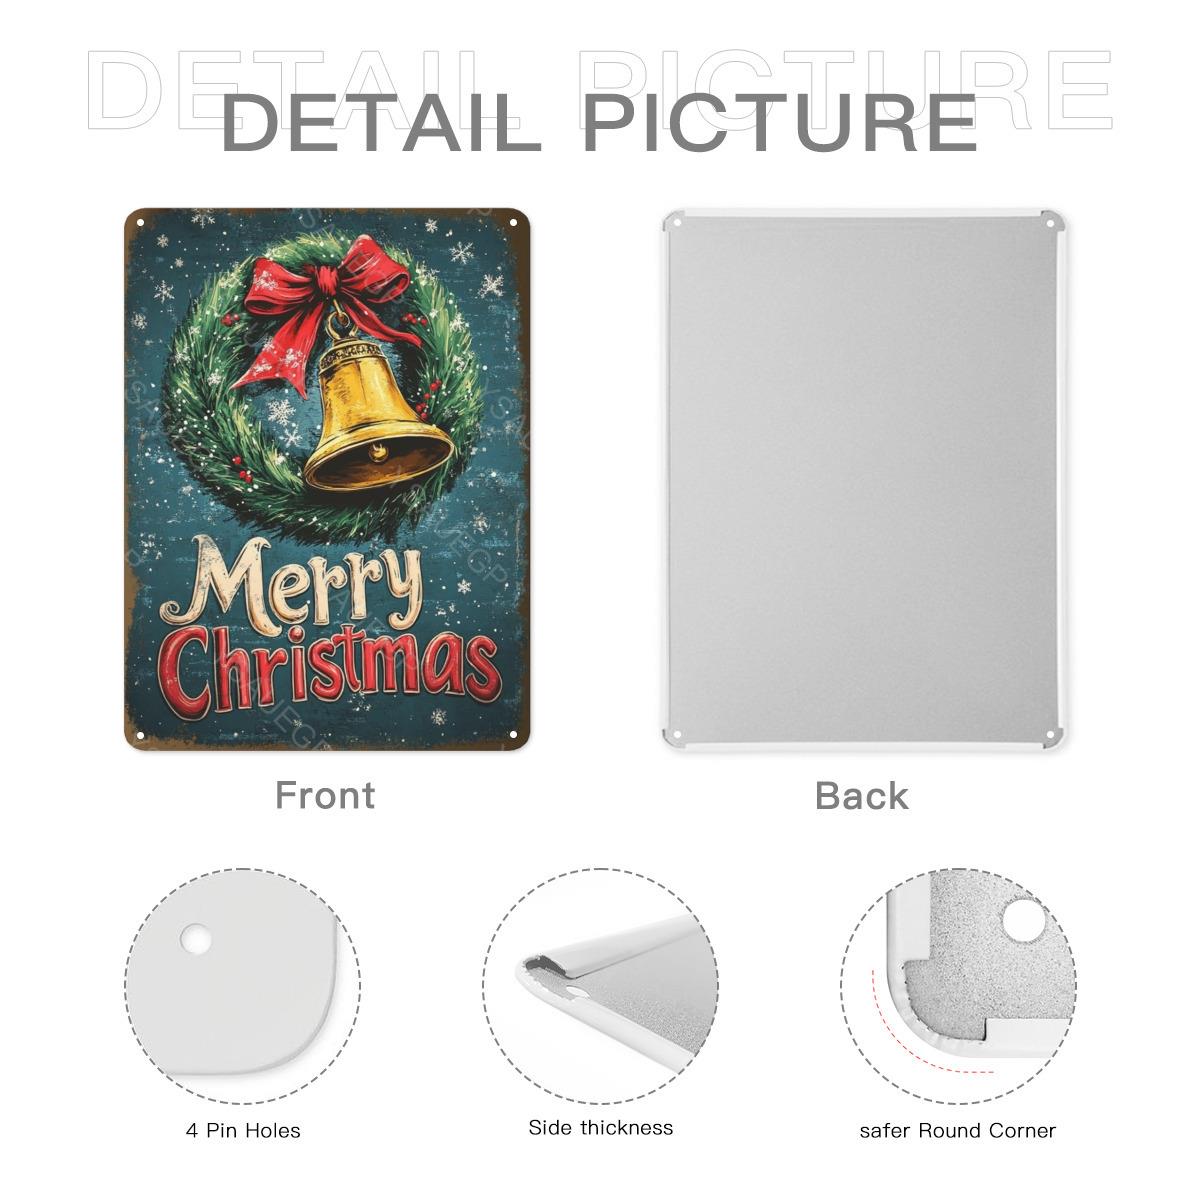 DETAIL PICTURE
DETAIL PICTURE
Merry
Christmas
Front
Back
4 Pin Holes
Side thickness
safer Round Corner